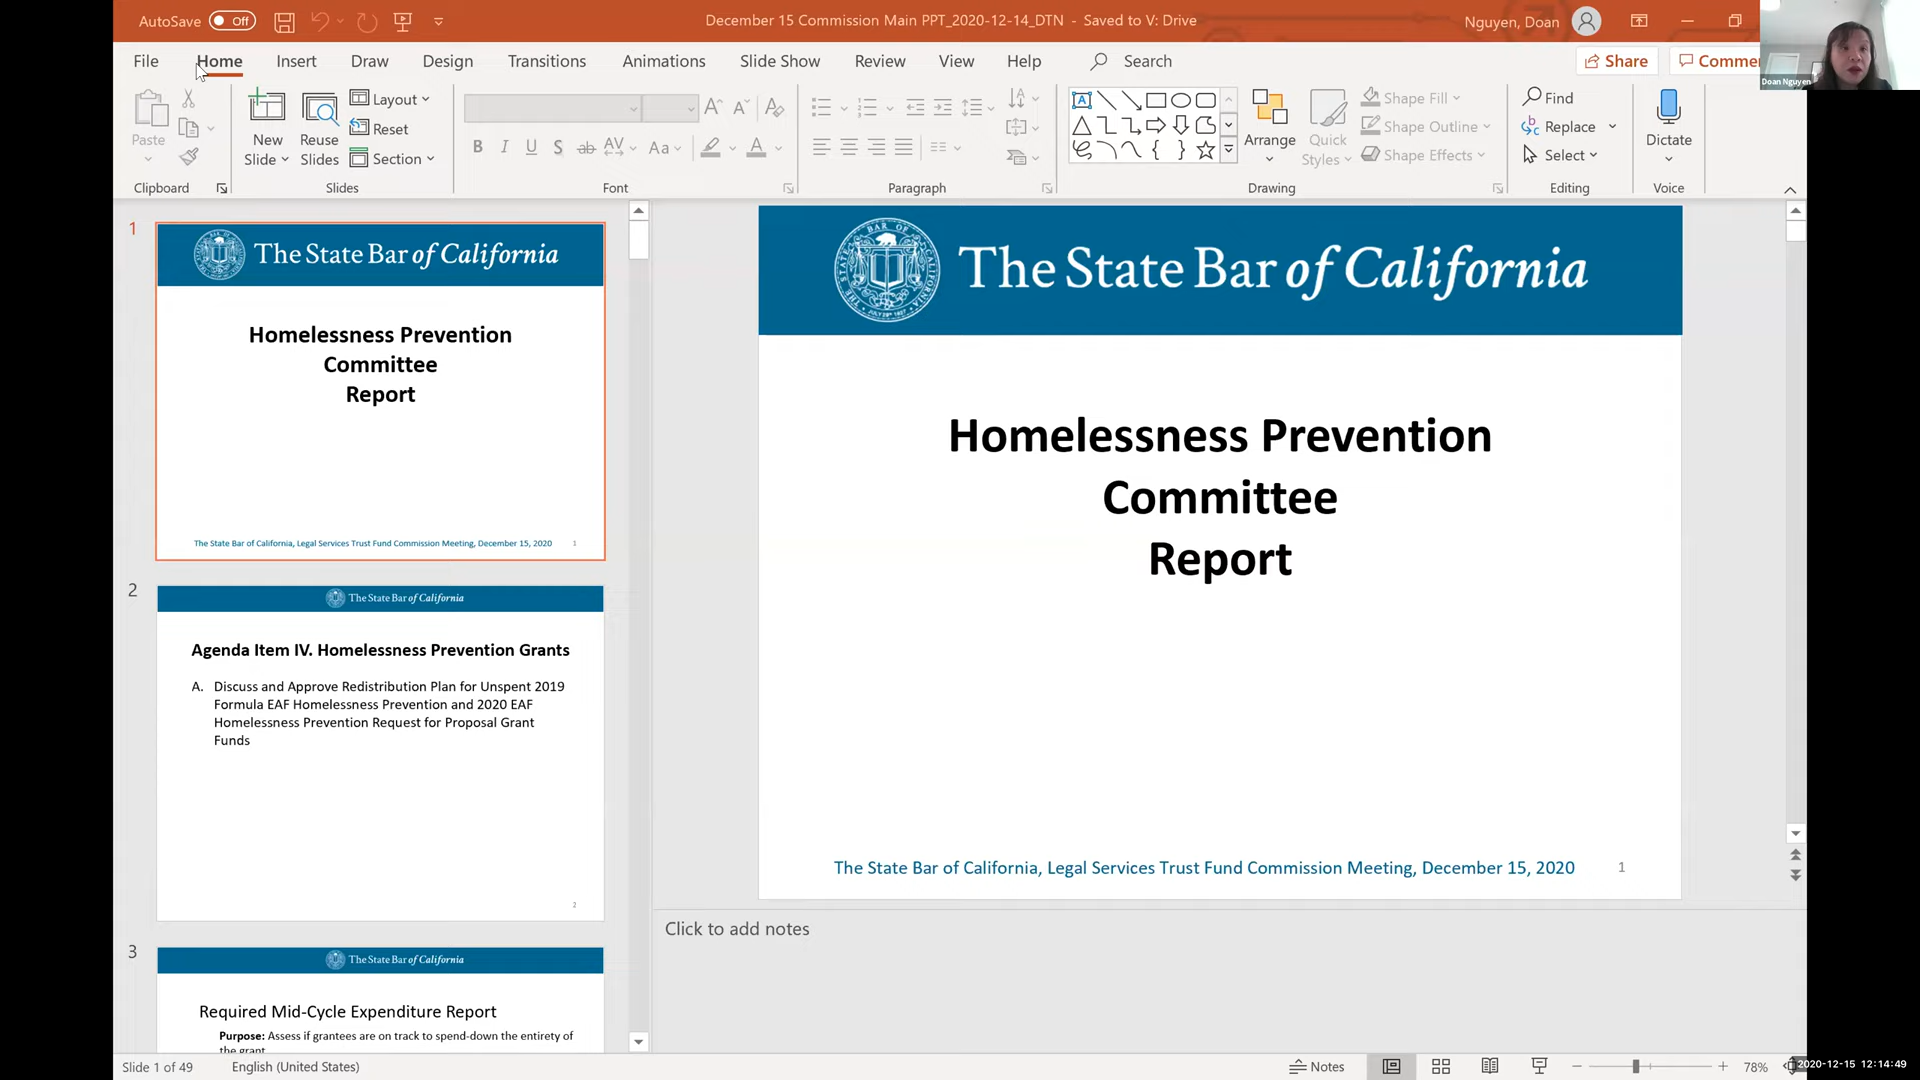 AutoSave Off
December 15 Commission Main PPT_2020-12-14_DTN - Saved to V: Drive
Nguyen, Doan
File Home Insert Draw Design Transitions Animations Slide Show Review View Help Search
Share
Doan Nguyen
Paste
New Slide
Reuse Slides
Layout
Reset
Section
B I U S ab AV Aa A
Shape Fill
Shape Outline
Shape Effects
Arrange
Quick Styles
Find
Replace
Select
Dictate
Clipboard Slides Font Paragraph Drawing Editing Voice
1
The State Bar of California
Homelessness Prevention
Committee
Report
The State Bar of California, Legal Services Trust Fund Commission Meeting, December 15, 2020 1
2
The State Bar of California
Agenda Item IV. Homelessness Prevention Grants
A. Discuss and Approve Redistribution Plan for Unspent 2019
Formula EAF Homelessness Prevention and 2020 EAF
Homelessness Prevention Request for Proposal Grant
Funds
2
3
The State Bar of California
Required Mid-Cycle Expenditure Report
Purpose: Assess if grantees are on track to spend-down the entirety of
the grant
The State Bar of California
Homelessness Prevention
Committee
Report
The State Bar of California, Legal Services Trust Fund Commission Meeting, December 15, 2020 1
Click to add notes
Slide 1 of 49 English (United States) Notes 78%
2020-12-15 12:14:49